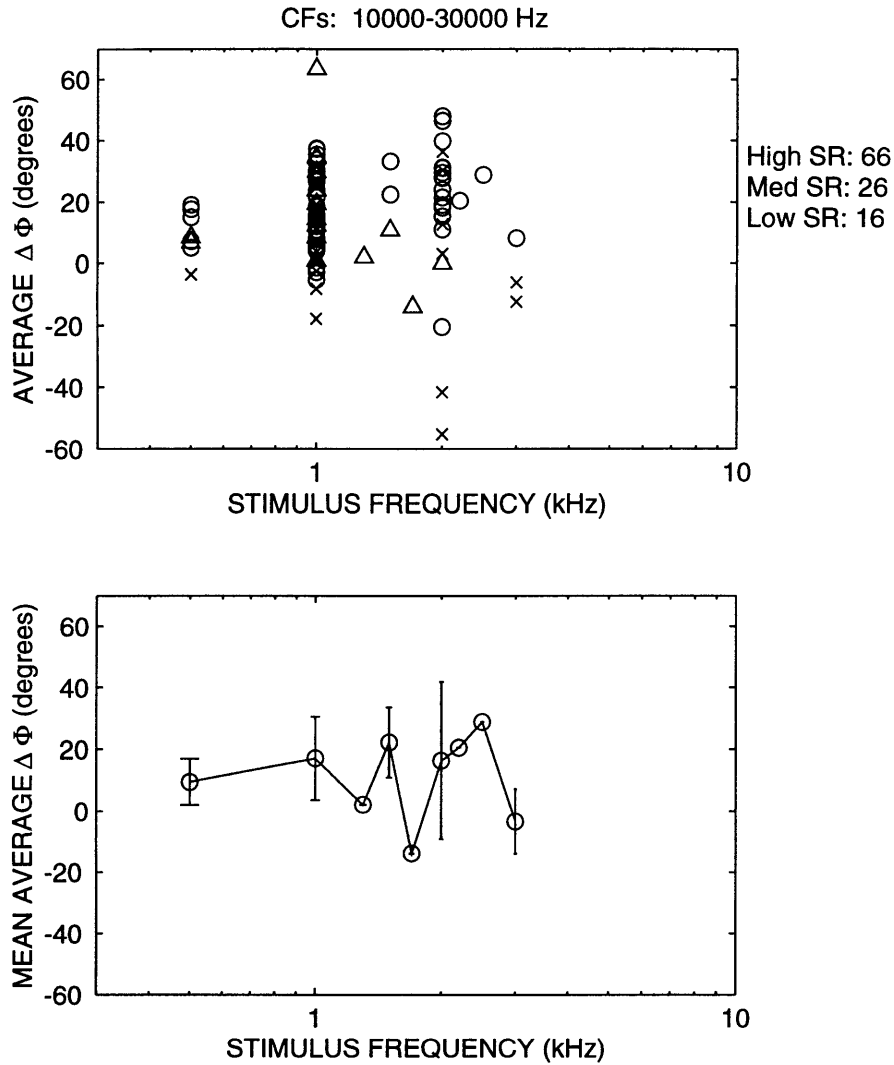 CFs: 10000-30000 Hz
AVERAGE Δ Φ (degrees)
60
40
20
0
-20
-40
-60
1
10
STIMULUS FREQUENCY (kHz)
High SR: 66
Med SR: 26
Low SR: 16
MEAN AVERAGE Δ Φ (degrees)
60
40
20
0
-20
-40
-60
1
10
STIMULUS FREQUENCY (kHz)